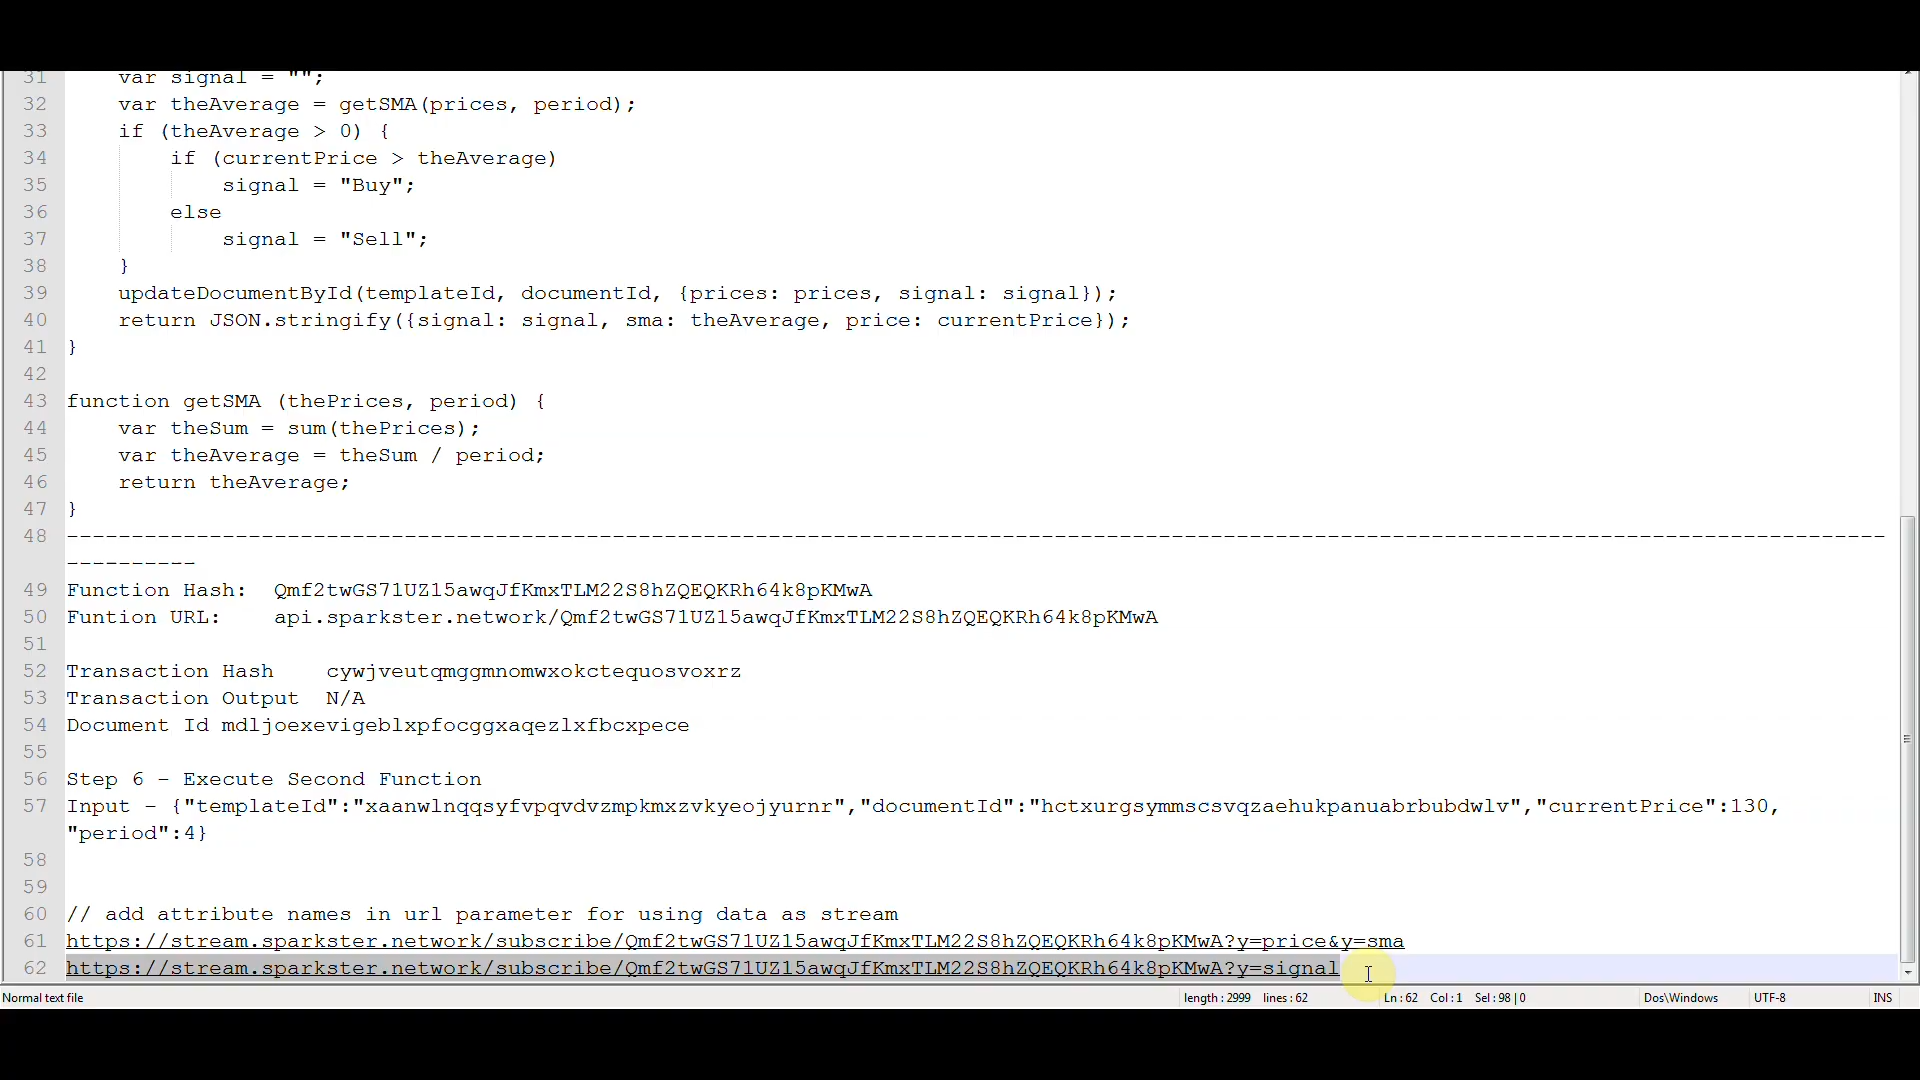 31 var signal = "";
32 var theAverage = getSMA(prices, period);
33 if (theAverage > 0) {
34 if (currentPrice > theAverage)
35 signal = "Buy";
36 else
37 signal = "Sell";
38 }
39 updateDocumentById(templateId, documentId, {prices: prices, signal: signal});
40 return JSON.stringify({signal: signal, sma: theAverage, price: currentPrice});
41 }
42
43 function getSMA (thePrices, period) {
44 var theSum = sum(thePrices);
45 var theAverage = theSum / period;
46 return theAverage;
47 }
48 --------------------------------------------------------------------------------------------------------------------------------------------
----------
49 Function Hash: Qmf2twGS71UZ15awqJfKmxTLM22S8hZQEQKRh64k8pKMwA
50 Funtion URL: api.sparkster.network/Qmf2twGS71UZ15awqJfKmxTLM22S8hZQEQKRh64k8pKMwA
51
52 Transaction Hash cywjveutqmggmnomwxokctequosvoxrz
53 Transaction Output N/A
54 Document Id mdljoexevigeblxpfocggxaqezlxfbcxpece
55
56 Step 6 - Execute Second Function
57 Input - {"templateId":"xaanwlnqqsyfvpqvdvzmpkmxzvkyeojyurnr","documentId":"hctxurgsymmscsvqzaehukpanuabrbubdwlv","currentPrice":130,
"period":4}
58
59
60 // add attribute names in url parameter for using data as stream
61 https://stream.sparkster.network/subscribe/Qmf2twGS71UZ15awqJfKmxTLM22S8hZQEQKRh64k8pKMwA?y=price&y=sma
62 https://stream.sparkster.network/subscribe/Qmf2twGS71UZ15awqJfKmxTLM22S8hZQEQKRh64k8pKMwA?y=signal
Normal text file length : 2999 lines : 62 Ln : 62 Col : 1 Sel : 98 | 0 Dos\Windows UTF-8 INS